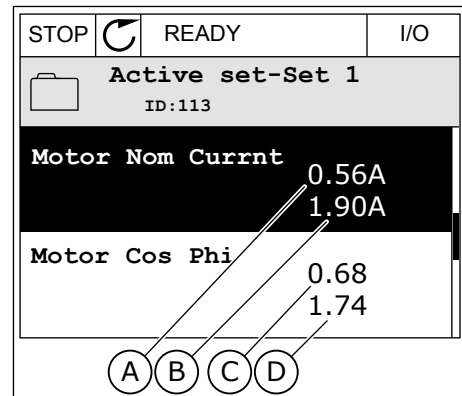 STOP READY I/O
Active set-Set 1
ID:113
Motor Nom Currnt
0.56A
1.90A
Motor Cos Phi
0.68
1.74
A B C D